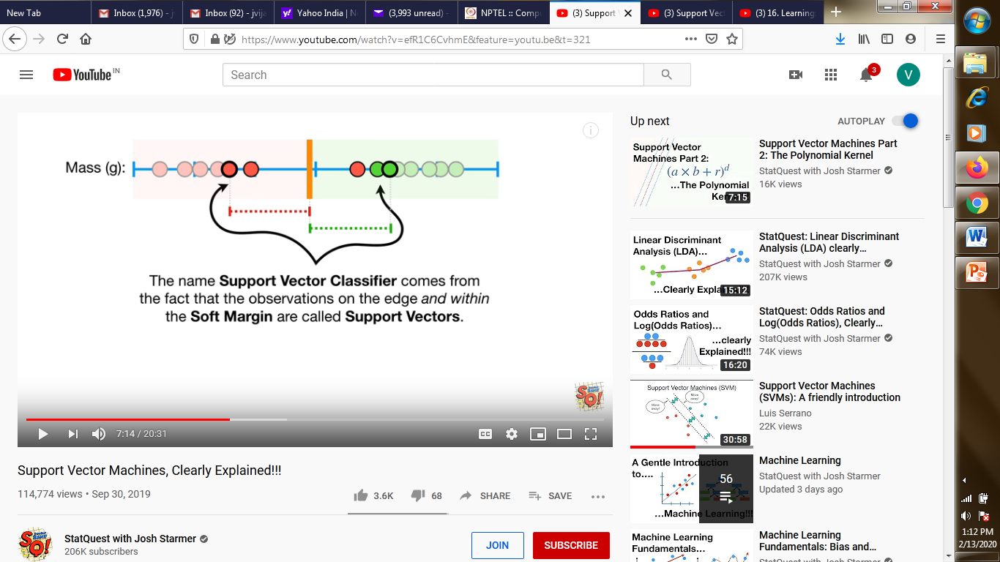 New Tab
Inbox (1,976) - j
Inbox (92) - jvija
Yahoo India | N
(3,993 unread) -
NPTEL :: Compu
(3) Support V
(3) Support Vect
(3) 16. Learning:
https://www.youtube.com/watch?v=efR1C6CvhmE&feature=youtu.be&t=321
YouTube IN
Search
3
V
Mass (g):
The name Support Vector Classifier comes from
the fact that the observations on the edge and within
the Soft Margin are called Support Vectors.
7:14 / 20:31
CC
Support Vector Machines, Clearly Explained!!!
114,774 views • Sep 30, 2019
3.6K
68
SHARE
SAVE
StatQuest with Josh Starmer
206K subscribers
JOIN
SUBSCRIBE
Up next
AUTOPLAY
Support Vector
Machines Part 2:
(a × b + r)^d
…The Polynomial
7:15
Support Vector Machines Part
2: The Polynomial Kernel
StatQuest with Josh Starmer
16K views
Linear Discriminant
Analysis (LDA)…
…Clearly
15:12
StatQuest: Linear Discriminant
Analysis (LDA) clearly…
StatQuest with Josh Starmer
207K views
Odds Ratios and
Log(Odds Ratios)…
…clearly
Explained!!!
16:20
StatQuest: Odds Ratios and
Log(Odds Ratios), Clearly…
StatQuest with Josh Starmer
74K views
Support Vector Machines (SVM)
Move
away!
Move
away!
30:58
Support Vector Machines
(SVMs): A friendly introduction
Luis Serrano
22K views
A Gentle Introduction
to….
…Machine Learning!!!
56
Machine Learning
StatQuest with Josh Starmer
Updated 3 days ago
Machine Learning
Fundamentals…
Machine Learning
Fundamentals: Bias and…
StatQuest with Josh Starmer
1:12 PM
2/13/2020